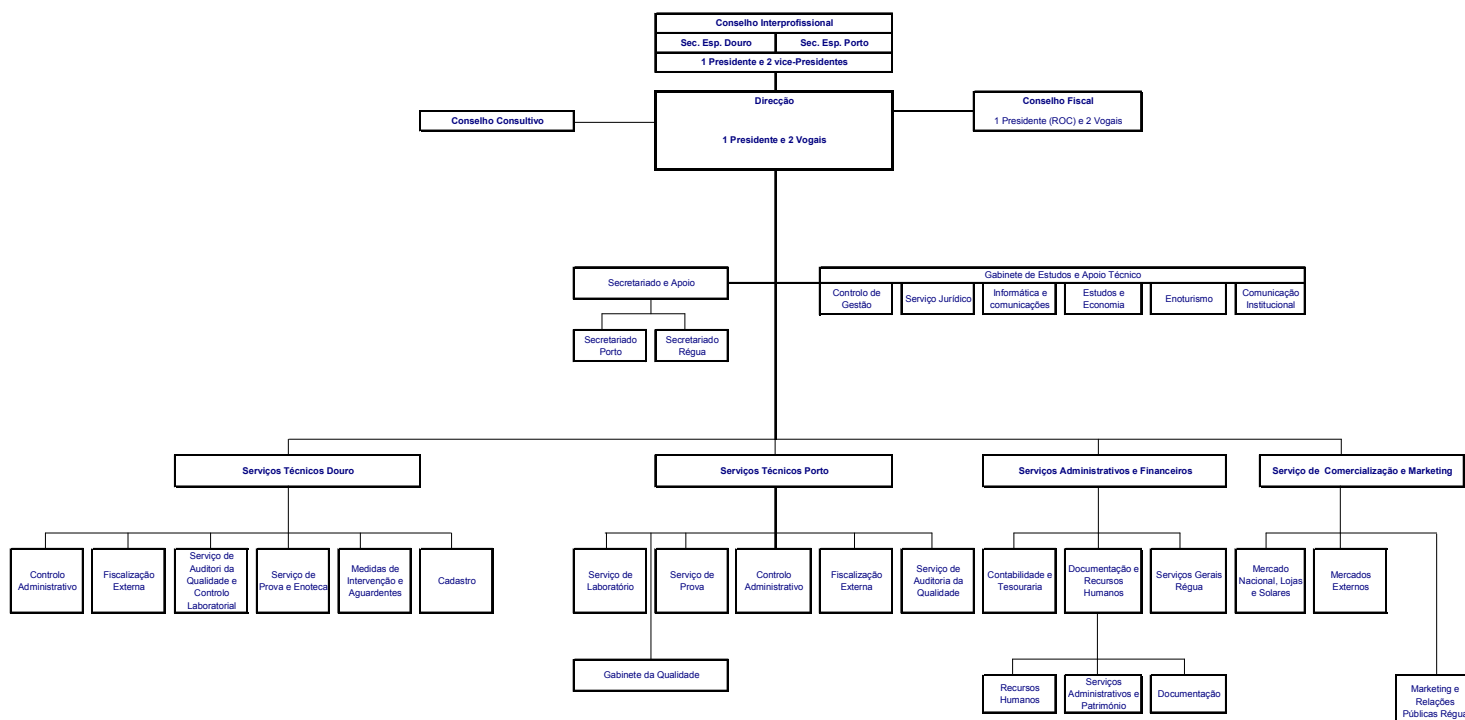 Conselho Interprofissional
Sec. Esp. Douro
Sec. Esp. Porto
1 Presidente e 2 vice-Presidentes
Direcção
1 Presidente e 2 Vogais
Conselho Consultivo
Conselho Fiscal
1 Presidente (ROC) e 2 Vogais
Secretariado e Apoio
Secretariado
Porto
Secretariado
Régua
Gabinete de Estudos e Apoio Técnico
Controlo de
Gestão
Serviço Jurídico
Informática e
comunicações
Estudos e
Economia
Enoturismo
Comunicação
Institucional
Serviços Técnicos Douro
Serviços Técnicos Porto
Serviços Administrativos e Financeiros
Serviço de Comercialização e Marketing
Controlo
Administrativo
Fiscalização
Externa
Serviço de
Auditori da
Qualidade e
Controlo
Laboratorial
Serviço de
Prova e Enoteca
Medidas de
Intervenção e
Aguardentes
Cadastro
Serviço de
Laboratório
Serviço de
Prova
Controlo
Administrativo
Fiscalização
Externa
Serviço de
Auditoria da
Qualidade
Contabilidade e
Tesouraria
Documentação e
Recursos
Humanos
Serviços Gerais
Régua
Mercado
Nacional, Lojas
e Solares
Mercados
Externos
Gabinete da Qualidade
Recursos
Humanos
Serviços
Administrativos e
Património
Documentação
Marketing e
Relações
Públicas Régua